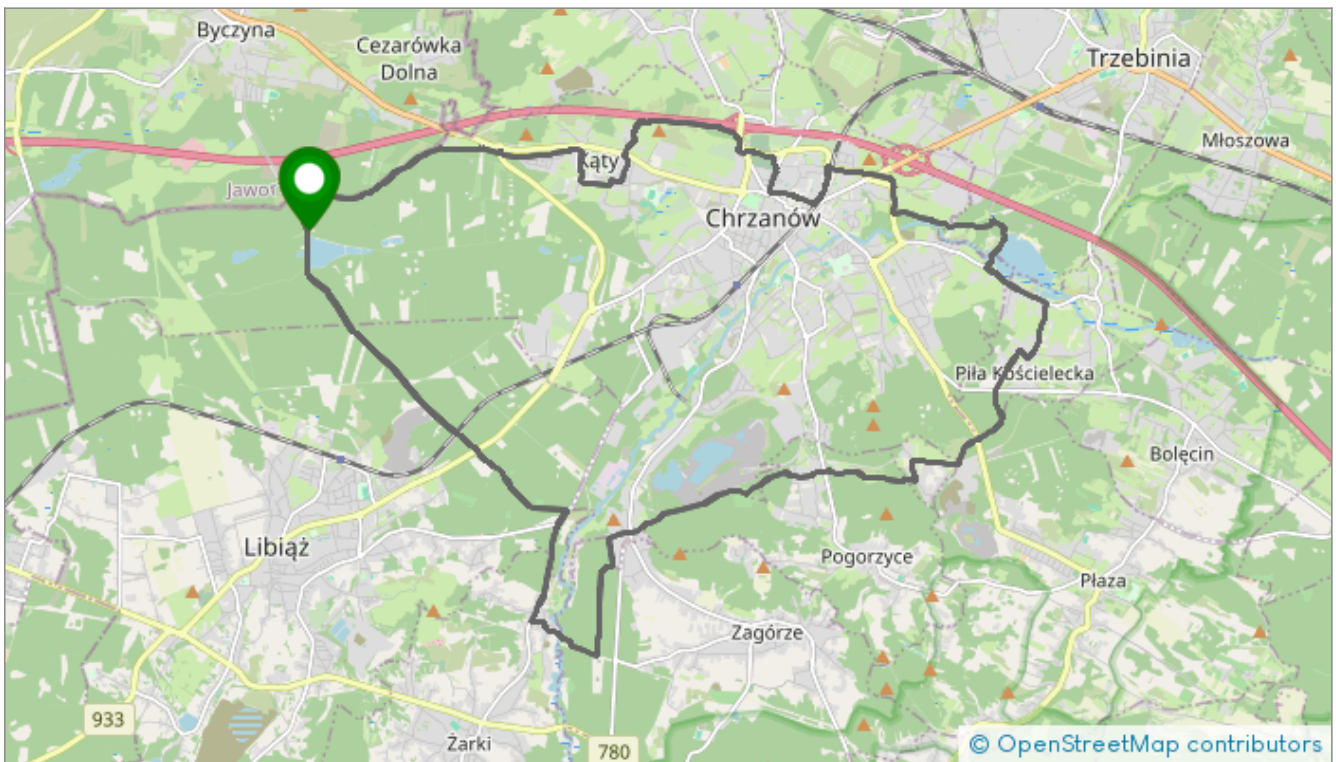 Byczyna
Cezarówka
Dolna
Trzebinia
Młoszowa
Kąty
Chrzanów
Piła Kościelecka
Bolęcin
Libiąż
Pogorzyce
Płaza
Zagórze
933
Żarki
780
© OpenStreetMap contributors